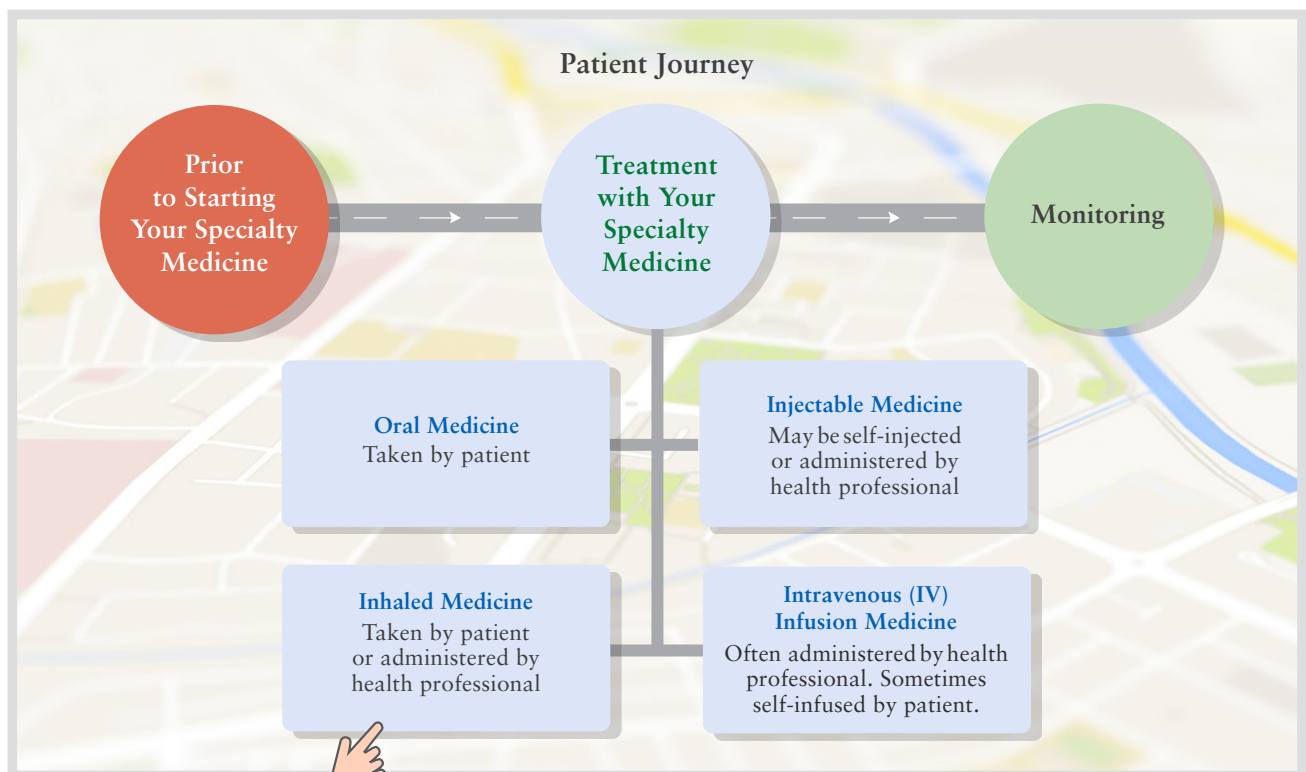 Patient Journey
Prior
to Starting
Your Specialty
Medicine
Treatment
with Your
Specialty
Medicine
Monitoring
Oral Medicine
Taken by patient
Injectable Medicine
May be self-injected
or administered by
health professional
Inhaled Medicine
Taken by patient
or administered by
health professional
Intravenous (IV)
Infusion Medicine
Often administered by health
professional. Sometimes
self-infused by patient.